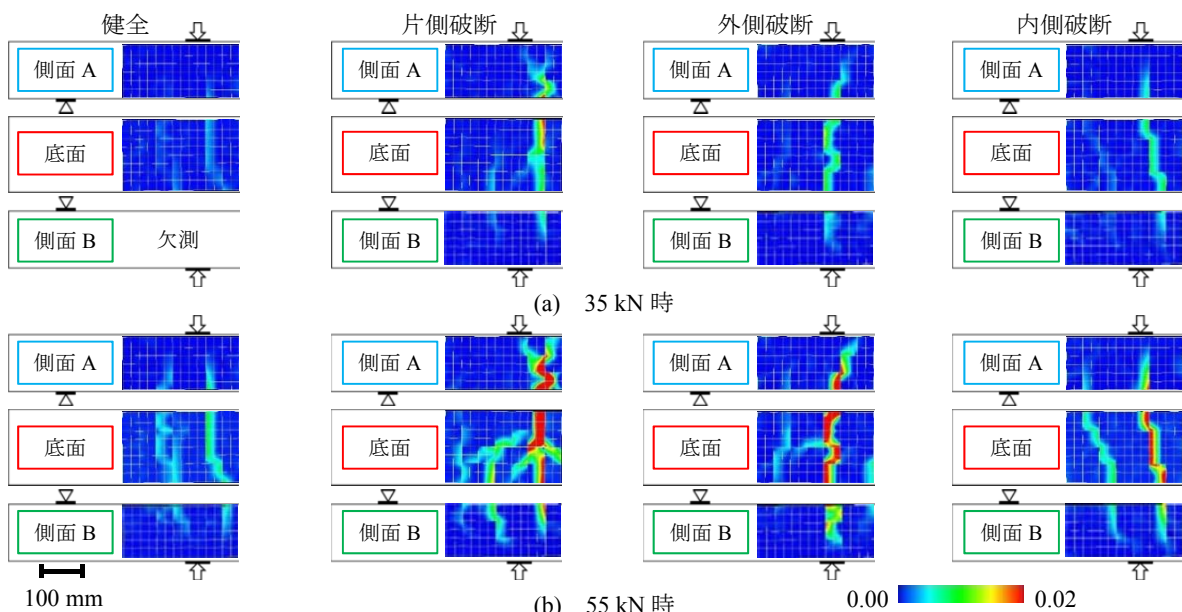 健全 片側破断 外側破断 内側破断
側面 A 側面 A 側面 A 側面 A
底面 底面 底面 底面
側面 B 欠測 側面 B 側面 B 側面 B
(a) 35 kN 時
側面 A 側面 A 側面 A 側面 A
底面 底面 底面 底面
側面 B 側面 B 側面 B 側面 B
100 mm (b) 55 kN 時 0.00 0.02